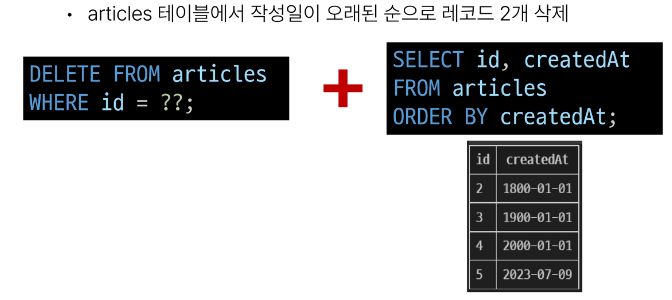 • articles 테이블에서 작성일이 오래된 순으로 레코드 2개 삭제
DELETE FROM articles
WHERE id = ??;
+
SELECT id, createdAt
FROM articles
ORDER BY createdAt;
id createdAt
2 1800-01-01
3 1900-01-01
4 2000-01-01
5 2023-07-09